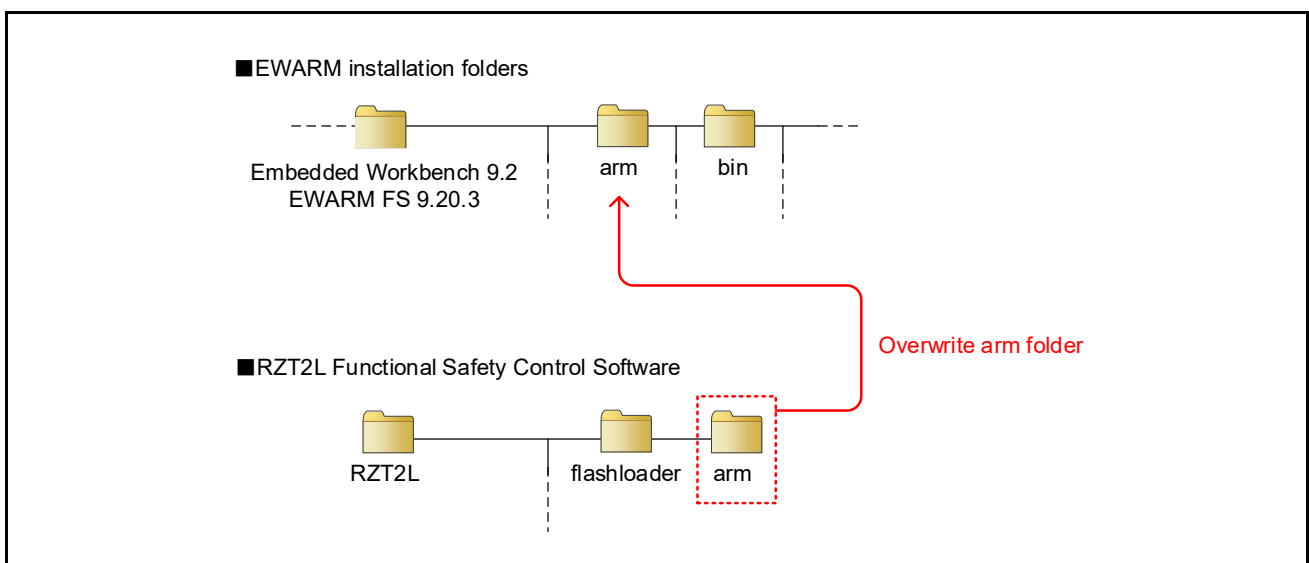 ■EWARM installation folders
Embedded Workbench 9.2
EWARM FS 9.20.3
arm
bin
Overwrite arm folder
■RZT2L Functional Safety Control Software
RZT2L
flashloader
arm